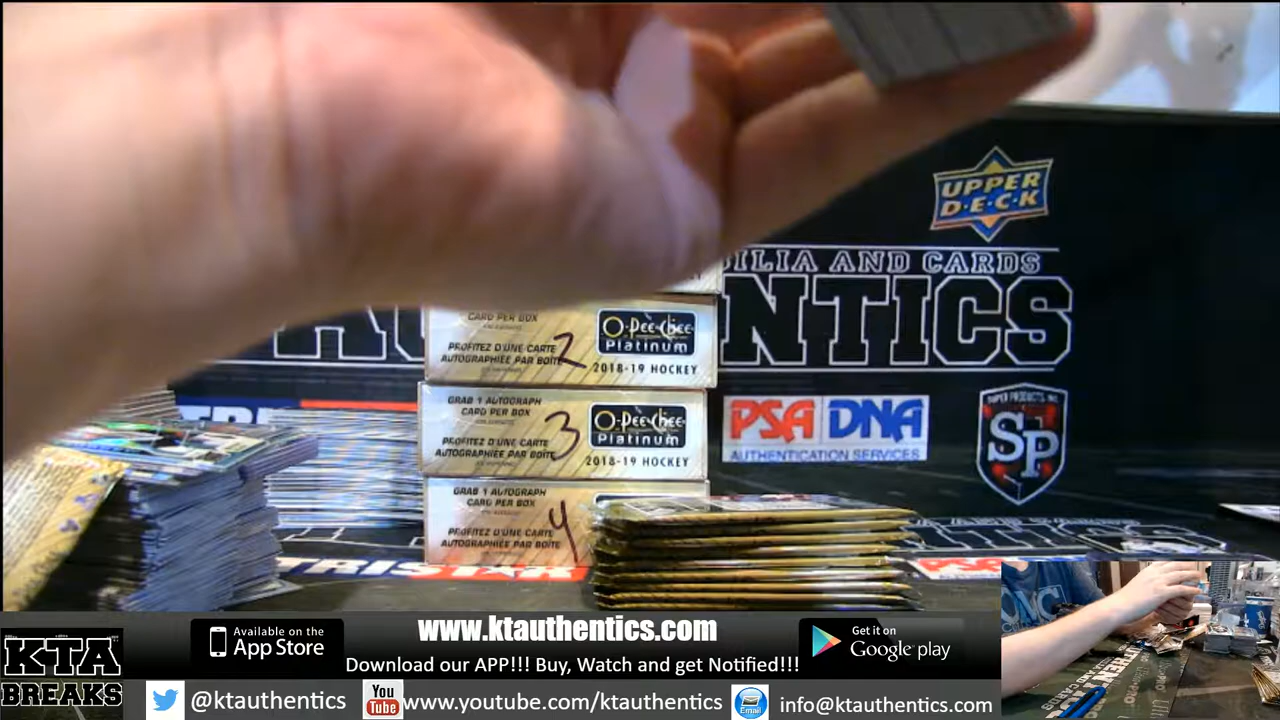 UPPER
D·E·C·K
ILIA AND CARDS
NTICS
CARD PER BOX
PROFITEZ D'UNE CARTE
AUTOGRAPHIÉE PAR BOÎTE
2
O-Pee-Chee
Platinum
2018-19 HOCKEY
GRAB 1 AUTOGRAPH
CARD PER BOX
PROFITEZ D'UNE CARTE
AUTOGRAPHIÉE PAR BOÎTE
3
O-Pee-Chee
Platinum
2018-19 HOCKEY
GRAB 1 AUTOGRAPH
CARD PER BOX
PROFITEZ D'UNE CARTE
AUTOGRAPHIÉE PAR BOÎTE
4
PSA DNA
AUTHENTICATION SERVICES
SP
TRISTAR
KTA
BREAKS
Available on the
App Store
www.ktauthentics.com
Get it on
Google play
Download our APP!!! Buy, Watch and get Notified!!!
@ktauthentics
You
Tube
www.youtube.com/ktauthentics
Email
info@ktauthentics.com